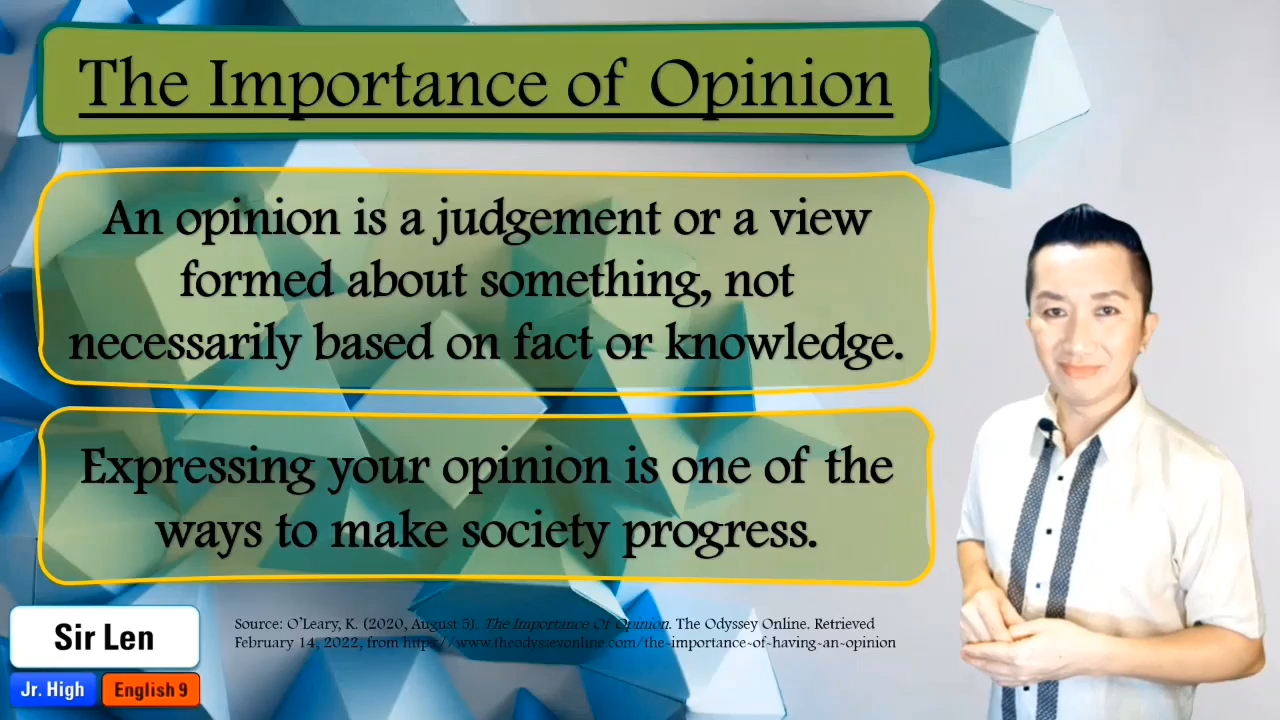 The Importance of Opinion
An opinion is a judgement or a view
formed about something, not
necessarily based on fact or knowledge.
Expressing your opinion is one of the
ways to make society progress.
Source: O'Leary, K. (2020, August 5). The Importance Of Opinion. The Odyssey Online. Retrieved
February 14, 2022, from https://www.theodysseyonline.com/the-importance-of-having-an-opinion
Sir Len
Jr. High
English 9